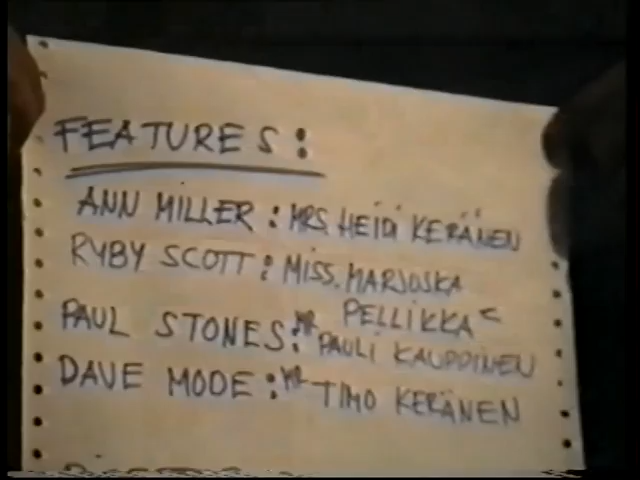 FEATURES:
ANN MILLER: MRS. HEIDI KERÄNEN
RYBY SCOTT: MISS. MARJOSKA
PELLIKKA <
PAUL STONES: MR PAULI KAUPPINEN
DAVE MODE: MR TIMO KERÄNEN